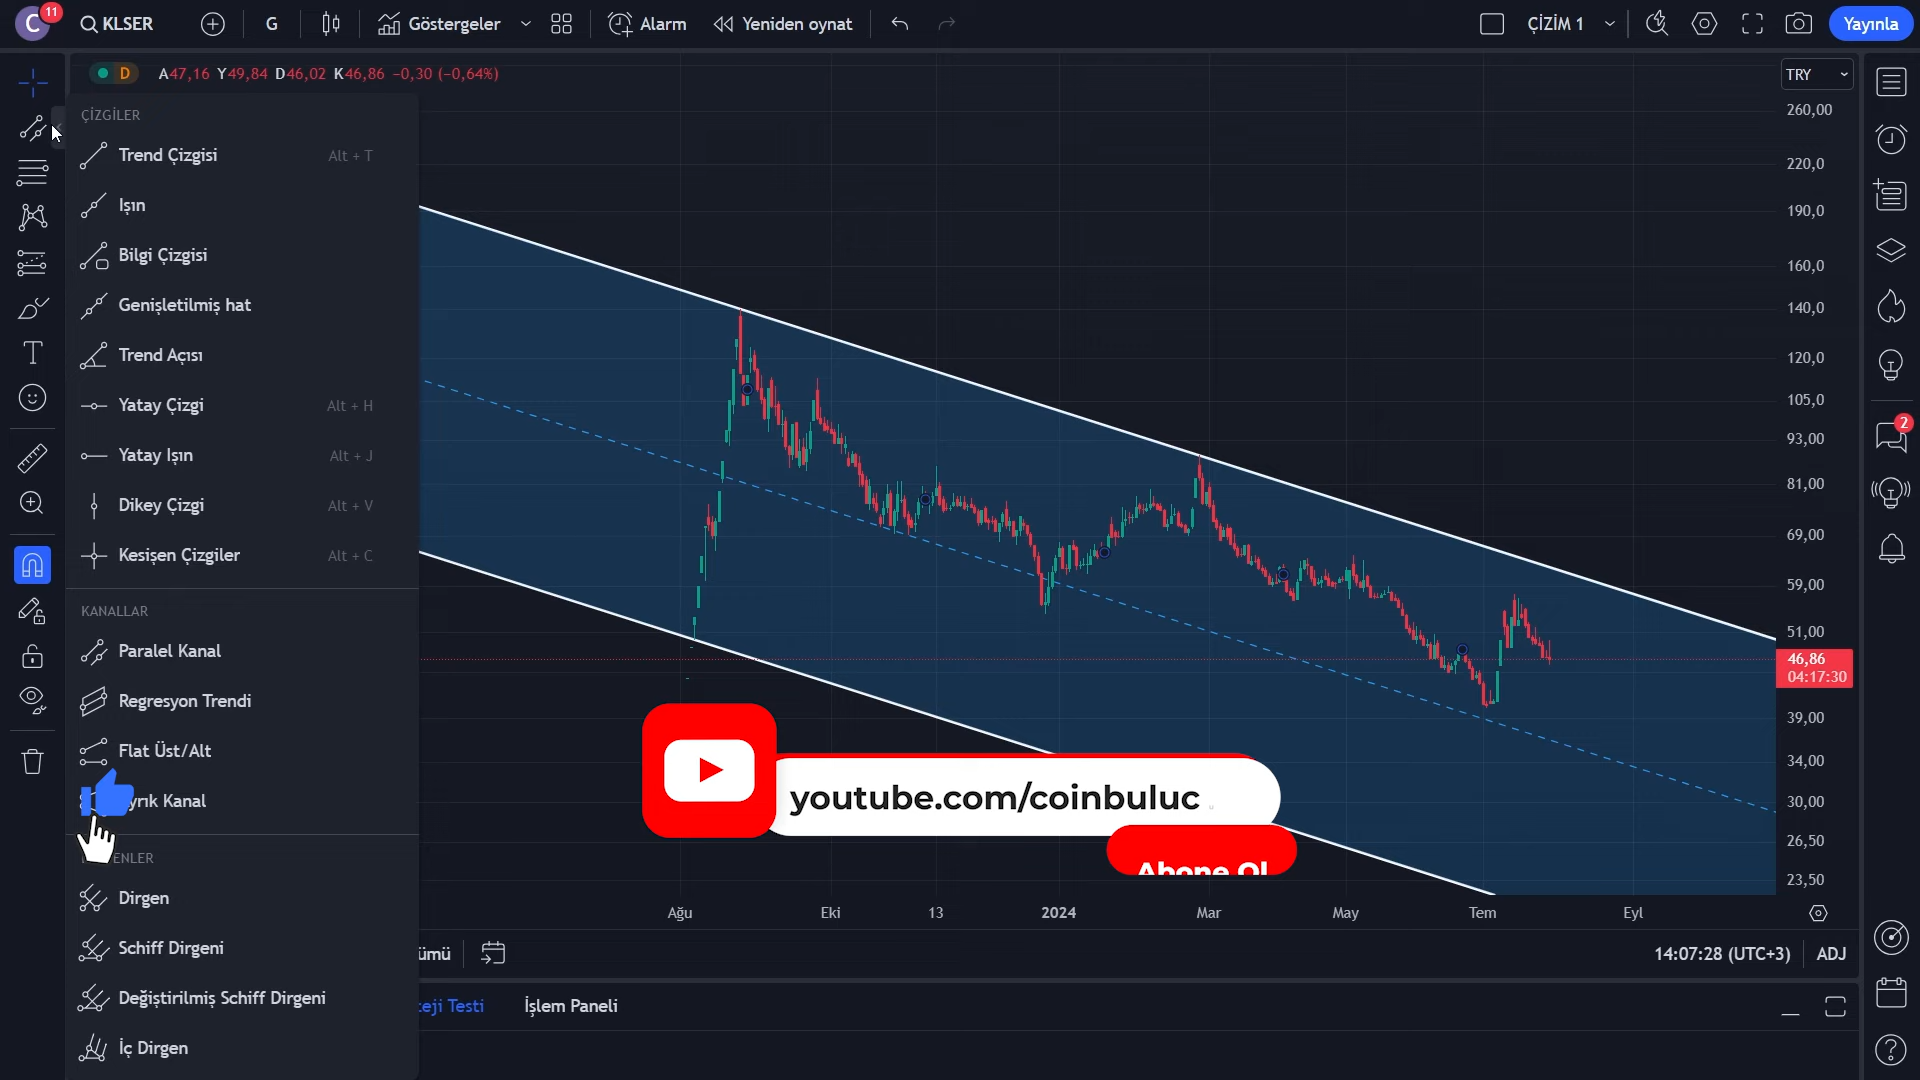 C 11 KLSER G Göstergeler Alarm Yeniden oynat ÇİZİM 1 Yayınla
D A47,16 Y49,84 D46,02 K46,86 −0,30 (−0,64%) TRY
ÇİZGİLER
Trend Çizgisi Alt + T
Işın
Bilgi Çizgisi
Genişletilmiş hat
Trend Açısı
Yatay Çizgi Alt + H
Yatay Işın Alt + J
Dikey Çizgi Alt + V
Kesişen Çizgiler Alt + C
KANALLAR
Paralel Kanal
Regresyon Trendi
Flat Üst/Alt
yrık Kanal
ENLER
Dirgen
Schiff Dirgeni
Değiştirilmiş Schiff Dirgeni
İç Dirgen
260,00
220,0
190,0
160,0
140,0
120,0
105,0
93,00
81,00
69,00
59,00
51,00
46,86
04:17:30
39,00
34,00
30,00
26,50
23,50
2
youtube.com/coinbuluc
Abone Ol
Ağu Eki 13 2024 Mar May Tem Eyl
ümü 14:07:28 (UTC+3) ADJ
eji Testi İşlem Paneli